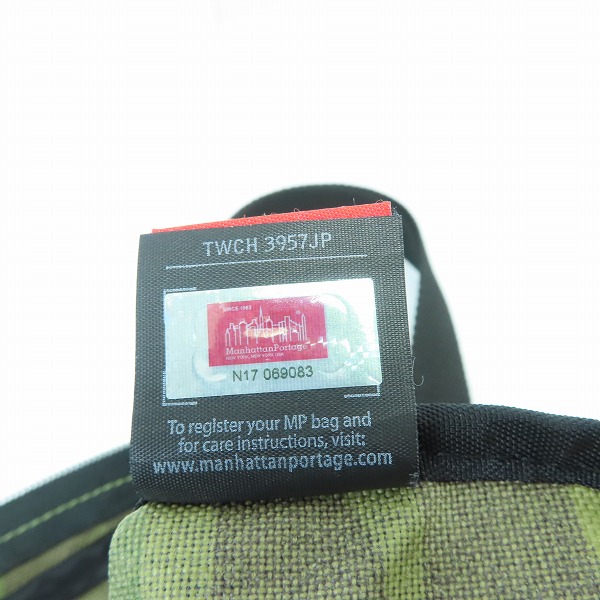 TWCH 3957JP
SINCE 1983
ManhattanPortage
NEW YORK, NEW YORK USA
N17 069083
To register your MP bag and
for care instructions, visit:
www.manhattanportage.com